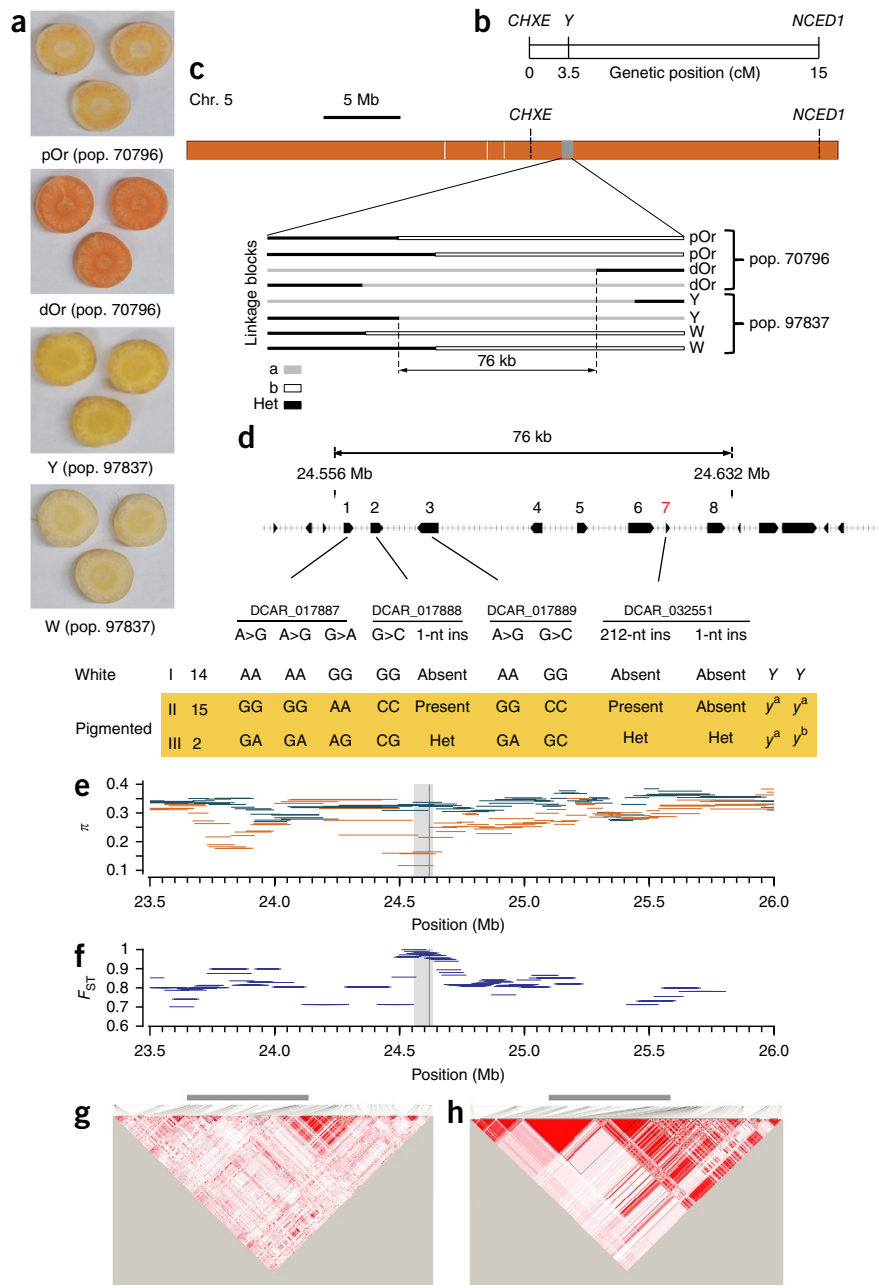 a
pOr (pop. 70796)
dOr (pop. 70796)
Y (pop. 97837)
W (pop. 97837)
b
CHXE Y NCED1
0 3.5 Genetic position (cM) 15
c
Chr. 5
5 Mb
CHXE NCED1
Linkage blocks
pOr
pOr
dOr
dOr
Y
Y
W
W
pop. 70796
pop. 97837
76 kb
a
b
Het
d
76 kb
24.556 Mb 24.632 Mb
1 2 3 4 5 6 7 8
DCAR_017887 DCAR_017888 DCAR_017889 DCAR_032551
A>G A>G G>A G>C 1-nt ins A>G G>C 212-nt ins 1-nt ins
White I 14 AA AA GG GG Absent AA GG Absent Absent Y Y
Pigmented
II 15 GG GG AA CC Present GG CC Present Absent yᵃ yᵃ
III 2 GA GA AG CG Het GA GC Het Het yᵃ yᵇ
e
π
0.4
0.3
0.2
0.1
23.5 24.0 24.5 25.0 25.5 26.0
Position (Mb)
f
FST
1
0.9
0.8
0.7
0.6
23.5 24.0 24.5 25.0 25.5 26.0
Position (Mb)
g
h